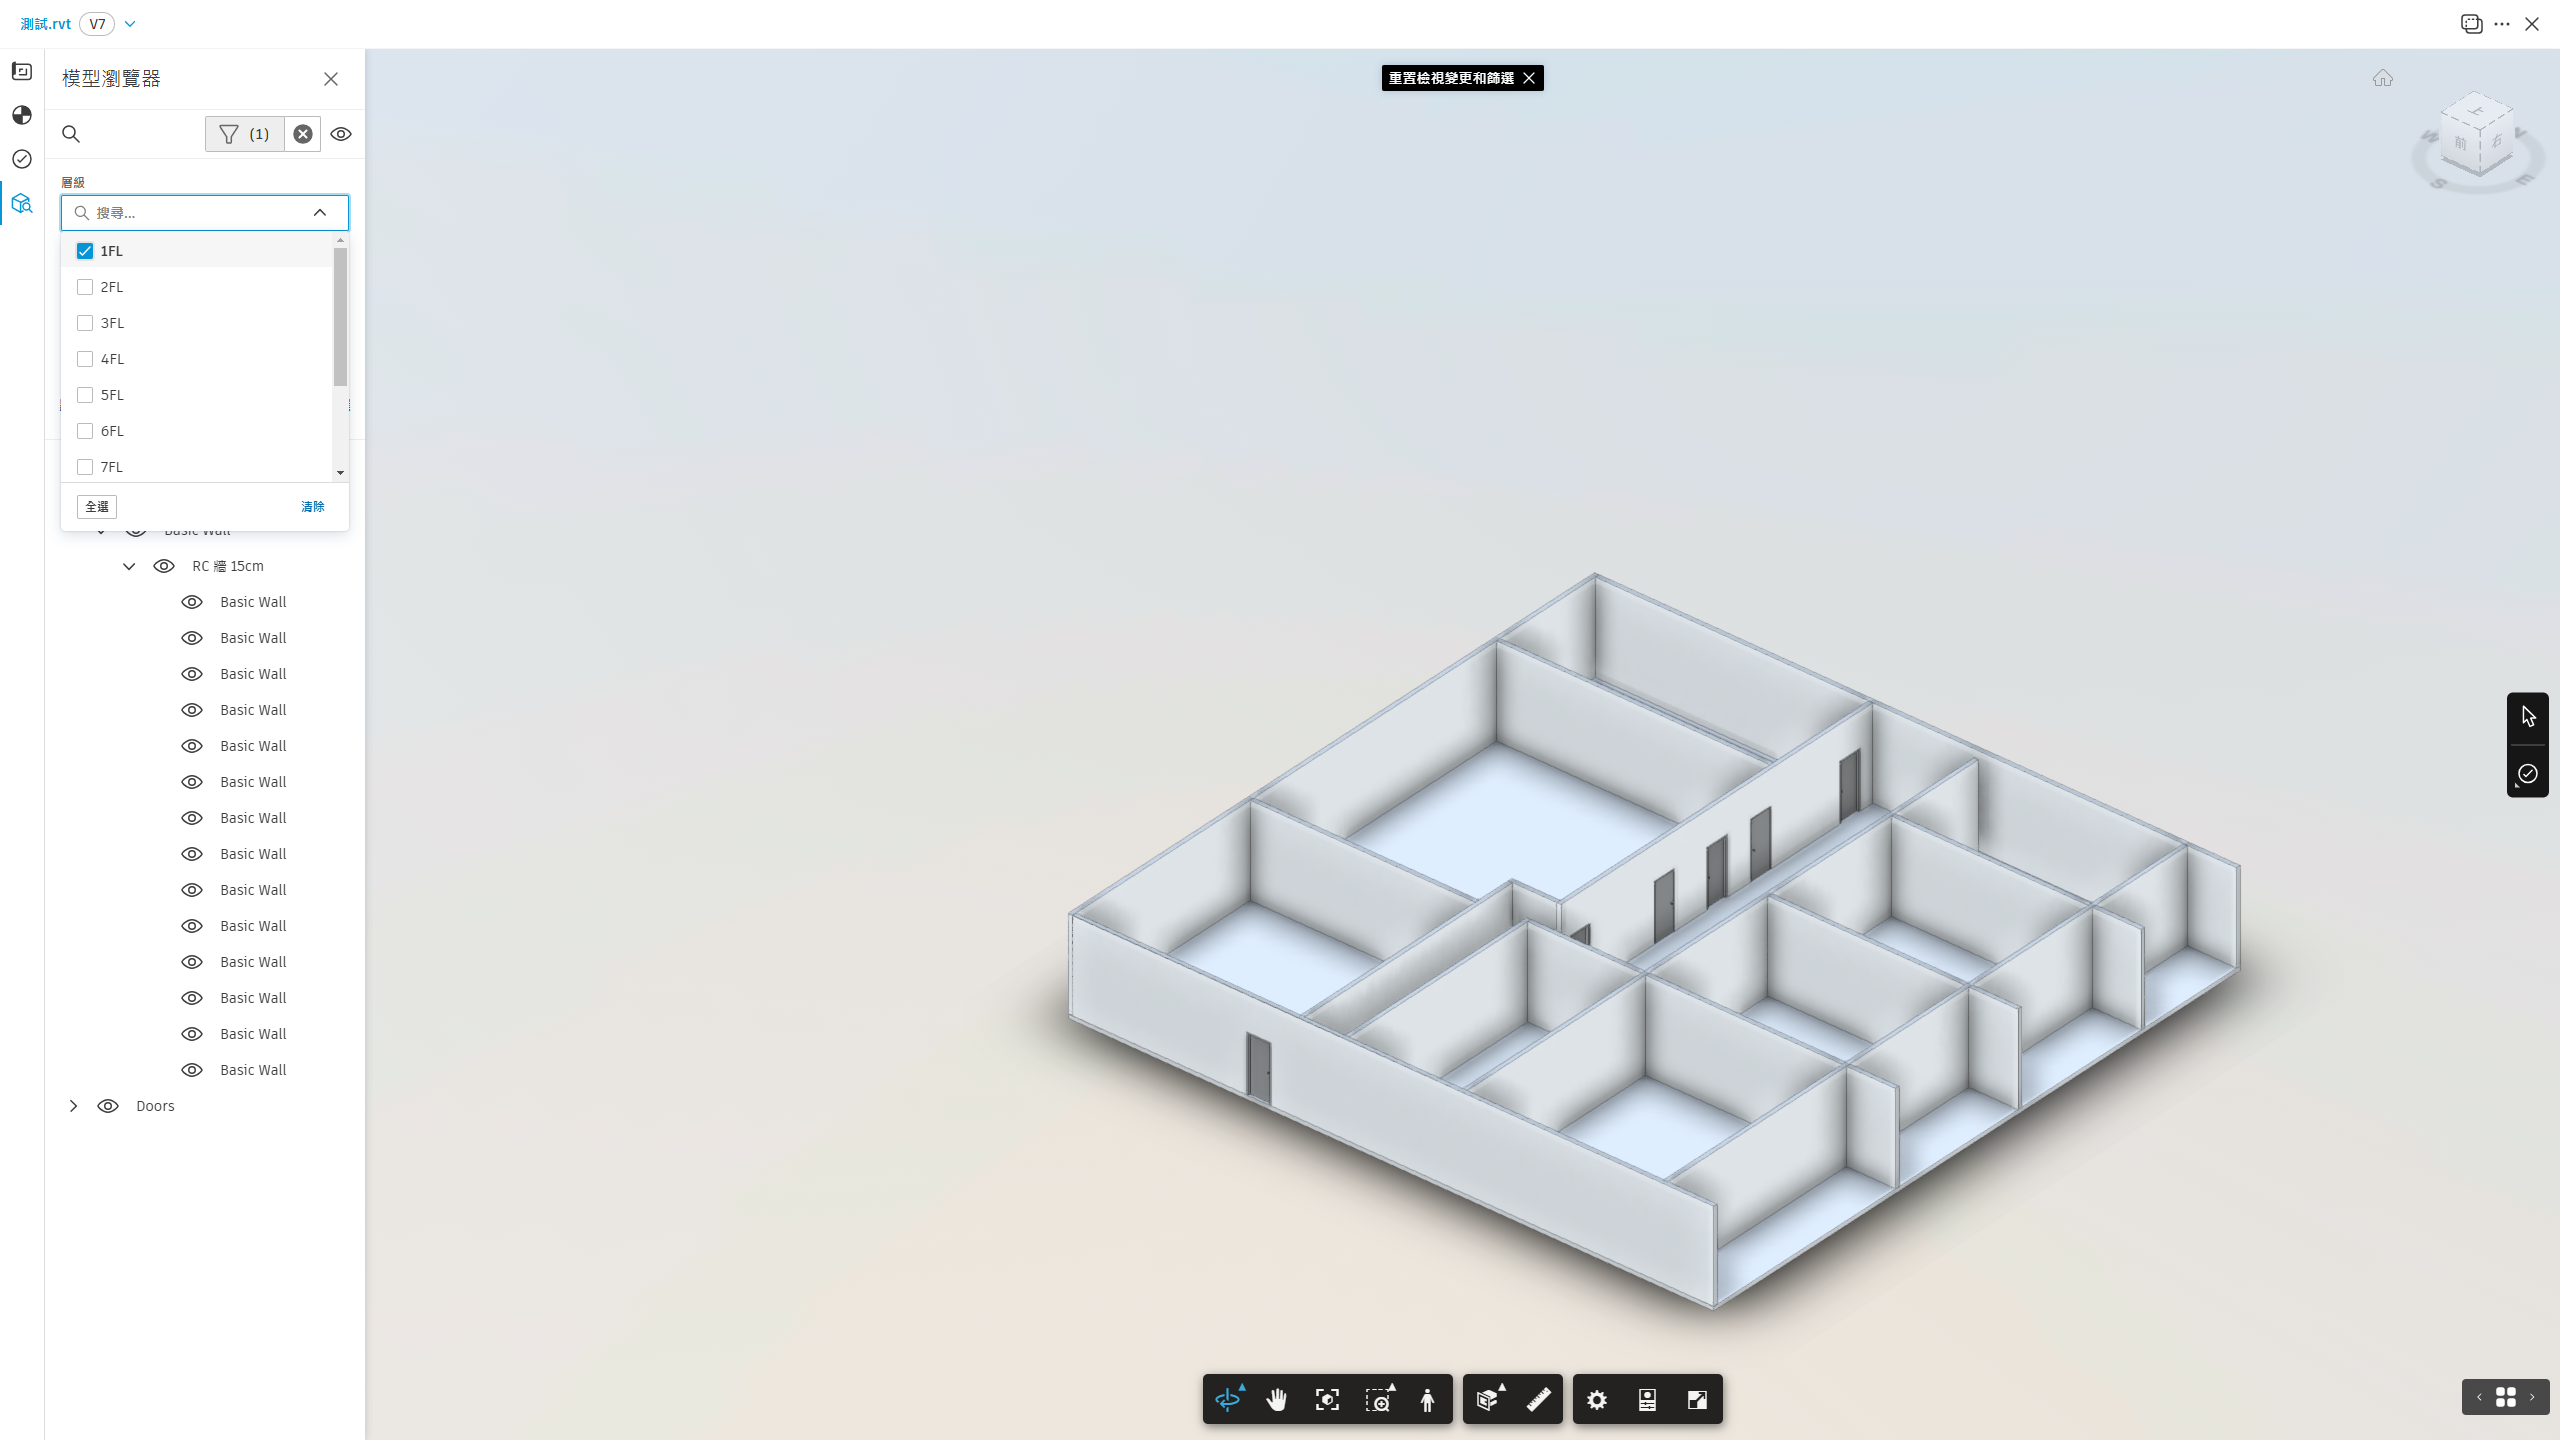 測試.rvt V7
模型瀏覽器
重置檢視變更和篩選
(1)
層級
搜尋...
1FL
2FL
3FL
4FL
5FL
6FL
7FL
全選 清除
Basic Wall
RC 牆 15cm
Basic Wall
Basic Wall
Basic Wall
Basic Wall
Basic Wall
Basic Wall
Basic Wall
Basic Wall
Basic Wall
Basic Wall
Basic Wall
Basic Wall
Basic Wall
Basic Wall
Doors
上
前 右
W
S E